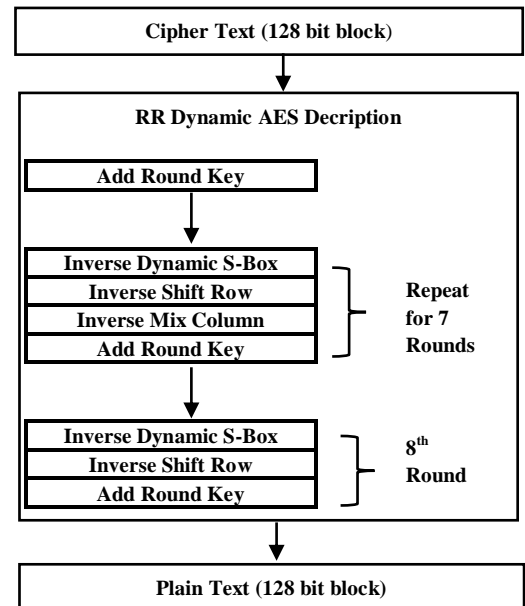 Cipher Text (128 bit block)
RR Dynamic AES Decription
Add Round Key
Inverse Dynamic S-Box
Inverse Shift Row
Inverse Mix Column
Add Round Key
Repeat
for 7
Rounds
Inverse Dynamic S-Box
Inverse Shift Row
Add Round Key
8th
Round
Plain Text (128 bit block)